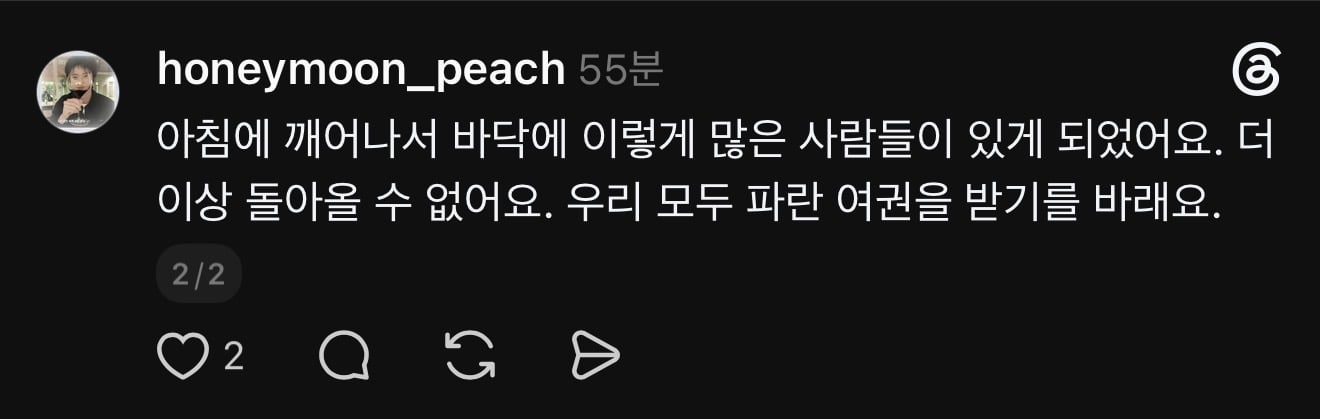 honeymoon_peach 55분
아침에 깨어나서 바닥에 이렇게 많은 사람들이 있게 되었어요. 더
이상 돌아올 수 없어요. 우리 모두 파란 여권을 받기를 바래요.
2/2
2